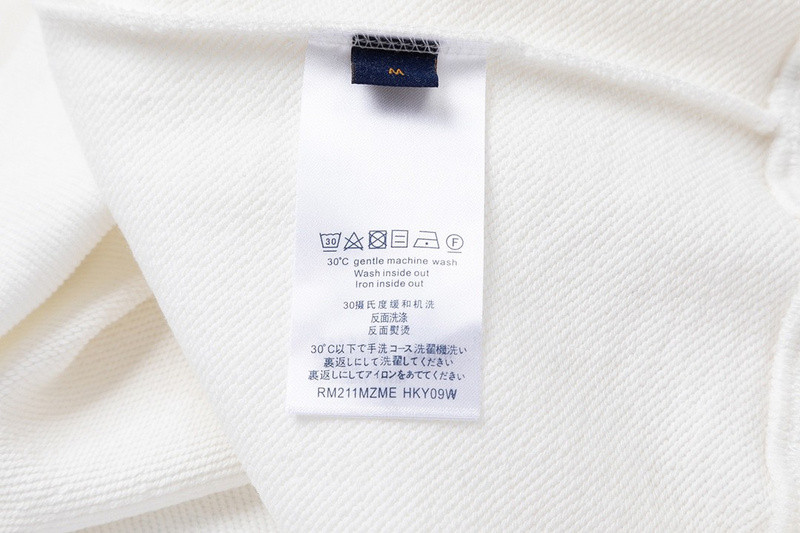 M
30 F
30°C gentle machine wash
Wash inside out
Iron inside out
30摄氏度缓和机洗
反面洗涤
反面熨烫
30°C以下で手洗コース洗濯機洗い
裏返しにして洗濯してください
裏返しにしてアイロンをあててください
RM211MZME HKY09W